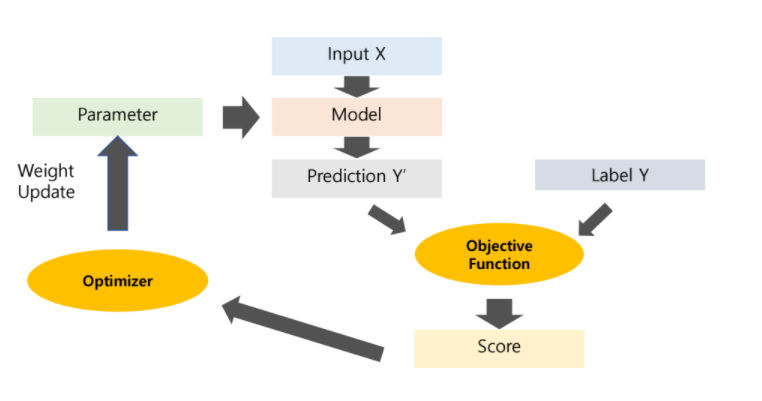 Input X
Parameter
Model
Weight
Update
Prediction Y′
Label Y
Objective
Function
Optimizer
Score